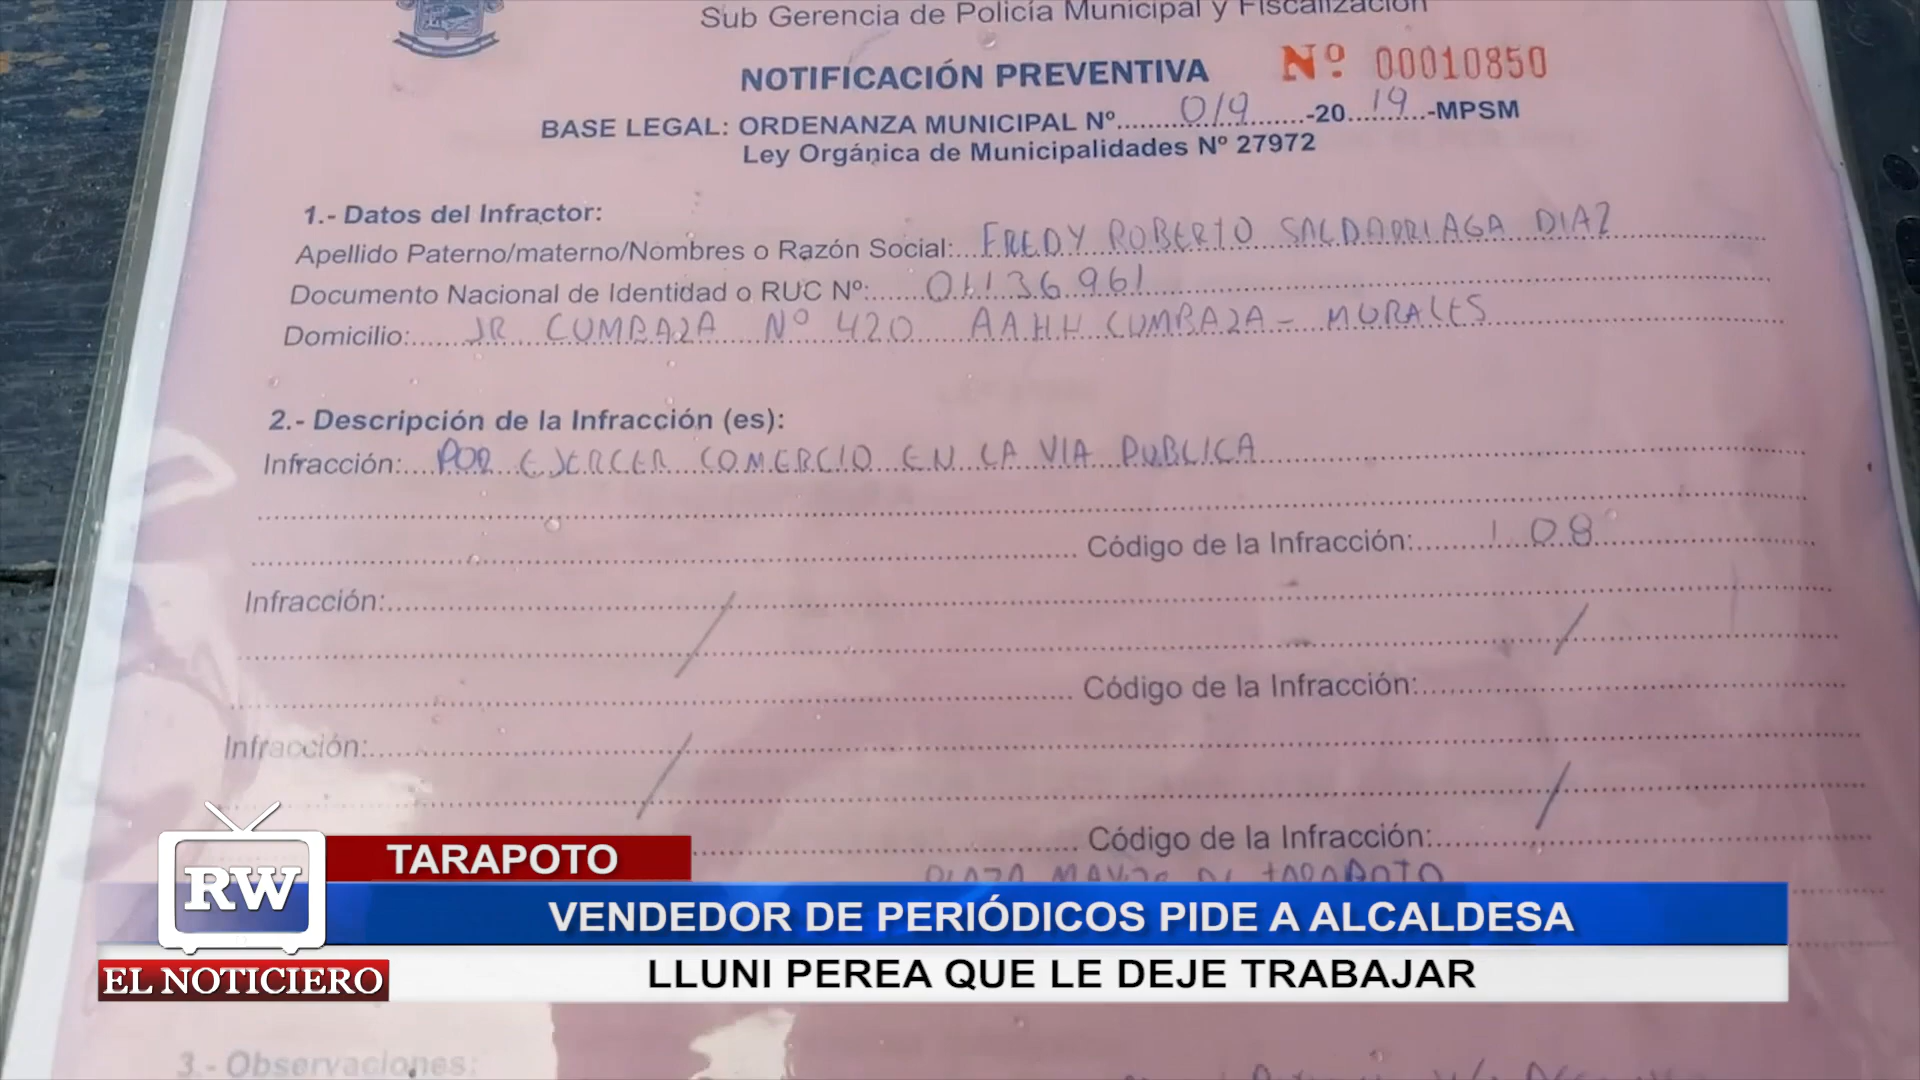 Sub Gerencia de Policía Municipal y Fiscalización
NOTIFICACIÓN PREVENTIVA Nº 00010850
BASE LEGAL: ORDENANZA MUNICIPAL Nº 019 -20 19 -MPSM
Ley Orgánica de Municipalidades Nº 27972
1.- Datos del Infractor:
Apellido Paterno/materno/Nombres o Razón Social: FREDY ROBERTO SALDARRIAGA DIAZ
Documento Nacional de Identidad o RUC Nº: 01136961
Domicilio: JR CUMBAZA Nº 420 AAHH CUMBAZA - MORALES
2.- Descripción de la Infracción (es):
Infracción: POR EJERCER COMERCIO EN LA VIA PUBLICA
Código de la Infracción: 108
Infracción:
Código de la Infracción:
Infracción:
Código de la Infracción:
PLAZA MAYOR DE TARAPOTO
RW
TARAPOTO
VENDEDOR DE PERIÓDICOS PIDE A ALCALDESA
EL NOTICIERO
LLUNI PEREA QUE LE DEJE TRABAJAR
3.- Observaciones: